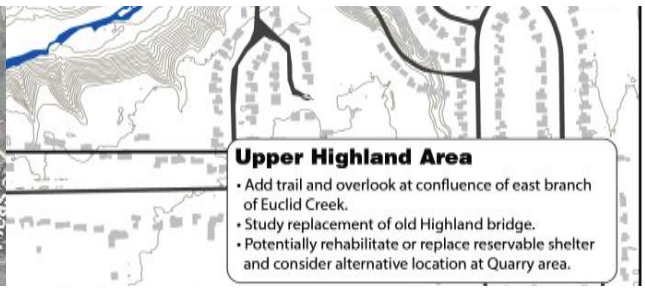 Upper Highland Area
• Add trail and overlook at confluence of east branch
of Euclid Creek.
• Study replacement of old Highland bridge.
• Potentially rehabilitate or replace reservable shelter
and consider alternative location at Quarry area.